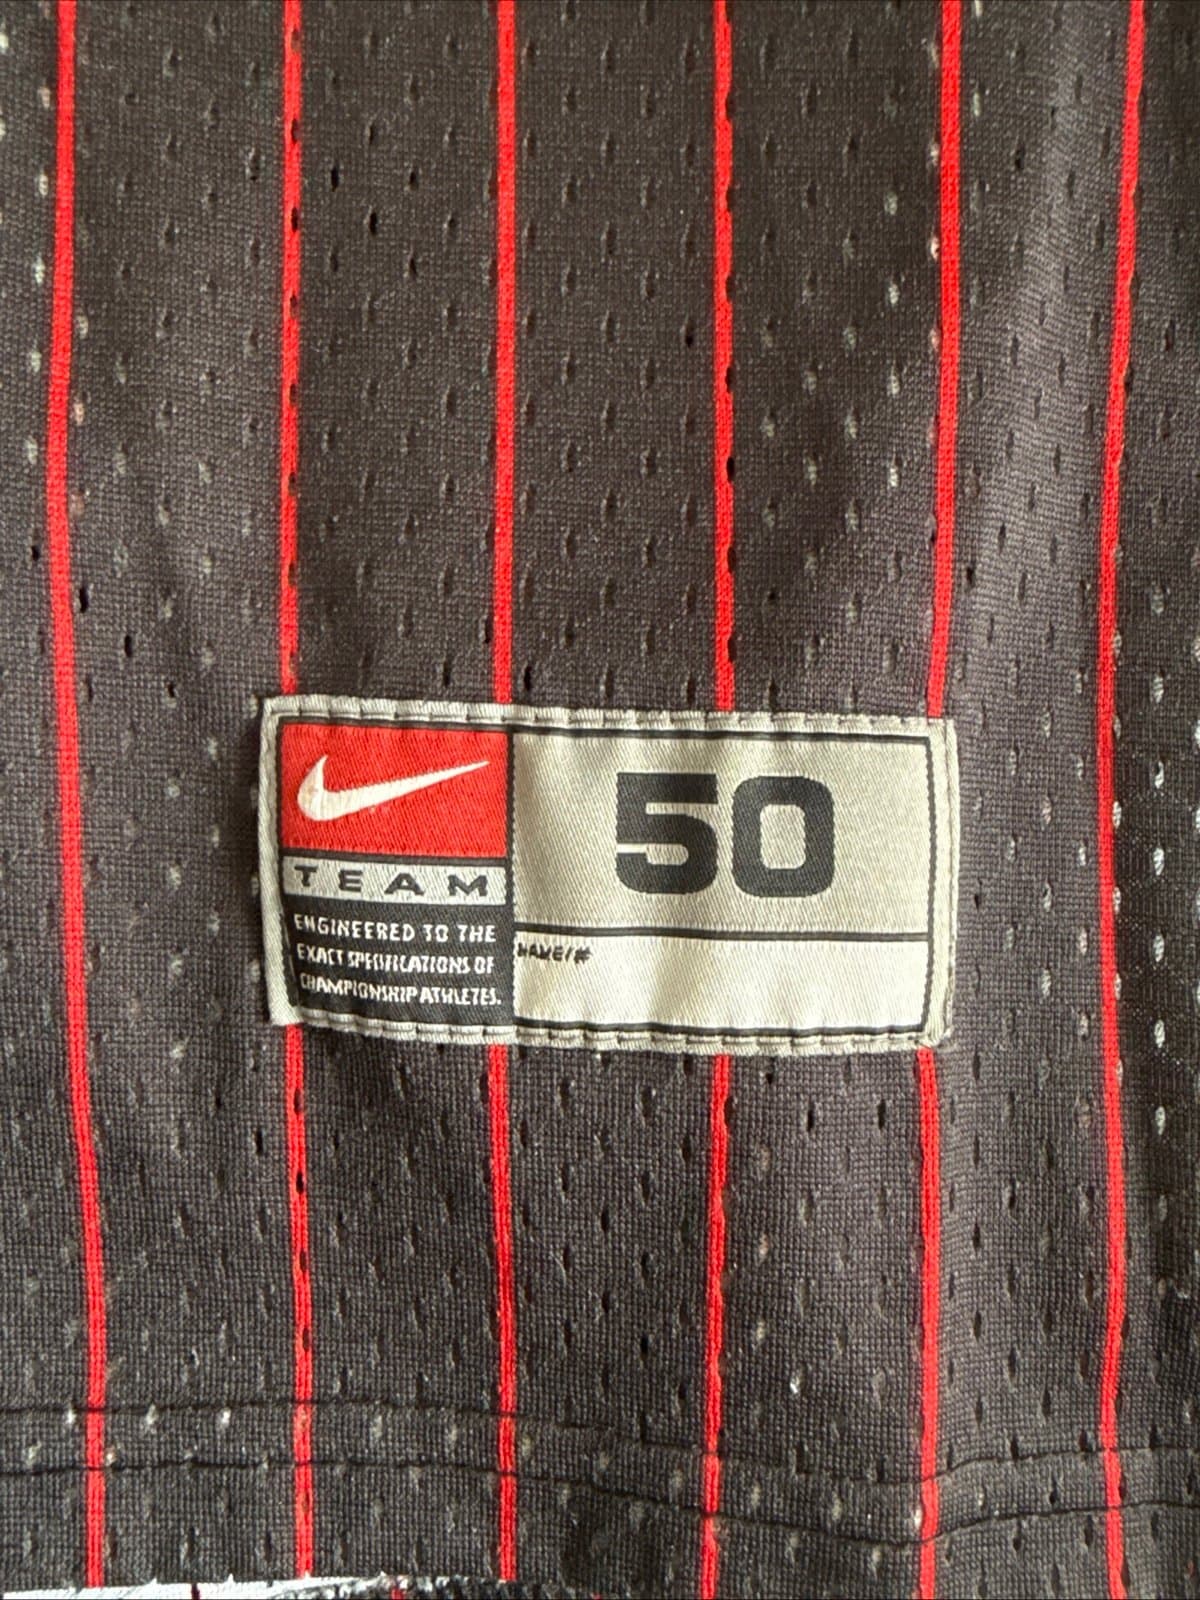 50
TEAM
ENGINEERED TO THE
EXACT SPECIFICATIONS OF
CHAMPIONSHIP ATHLETES.
NAME/#